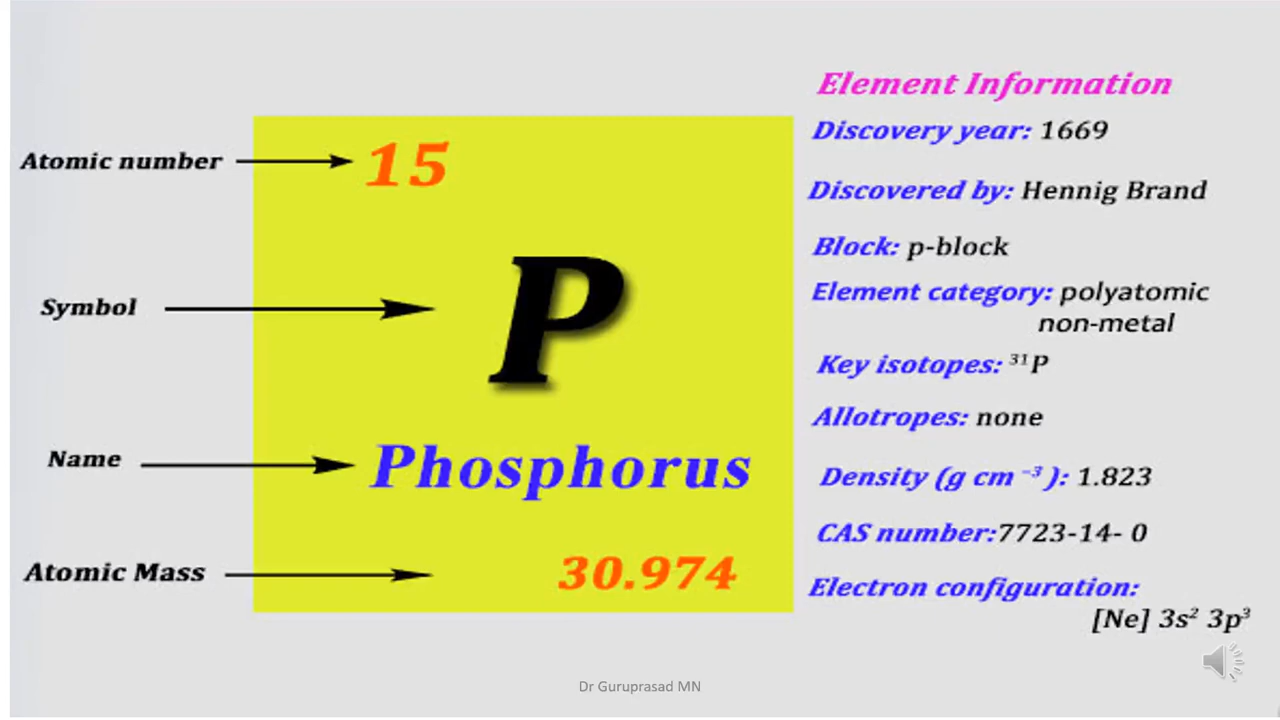 Atomic number
15
Symbol
P
Name
Phosphorus
Atomic Mass
30.974
Element Information
Discovery year: 1669
Discovered by: Hennig Brand
Block: p-block
Element category: polyatomic
non-metal
Key isotopes: ³¹P
Allotropes: none
Density (g cm ⁻³ ): 1.823
CAS number:7723-14- 0
Electron configuration:
[Ne] 3s² 3p³
Dr Guruprasad MN